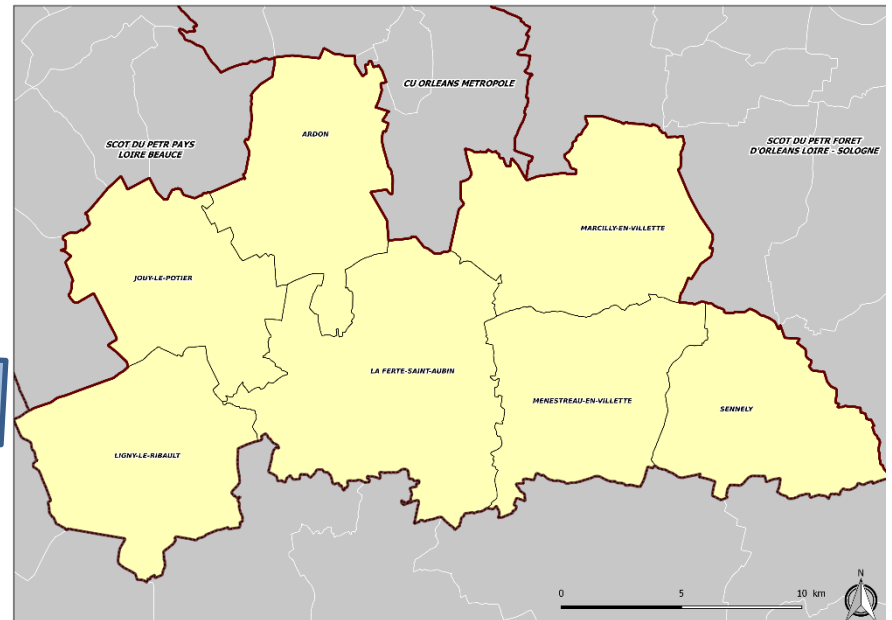 CU ORLEANS METROPOLE
ARDON
SCOT DU PETR PAYS
LOIRE BEAUCE
SCOT DU PETR FORET
D'ORLEANS LOIRE - SOLOGNE
MARCILLY-EN-VILLETTE
JOUY-LE-POTIER
LA FERTE-SAINT-AUBIN
MENESTREAU-EN-VILLETTE
SENNELY
LIGNY-LE-RIBAULT
0 5 10 km
N